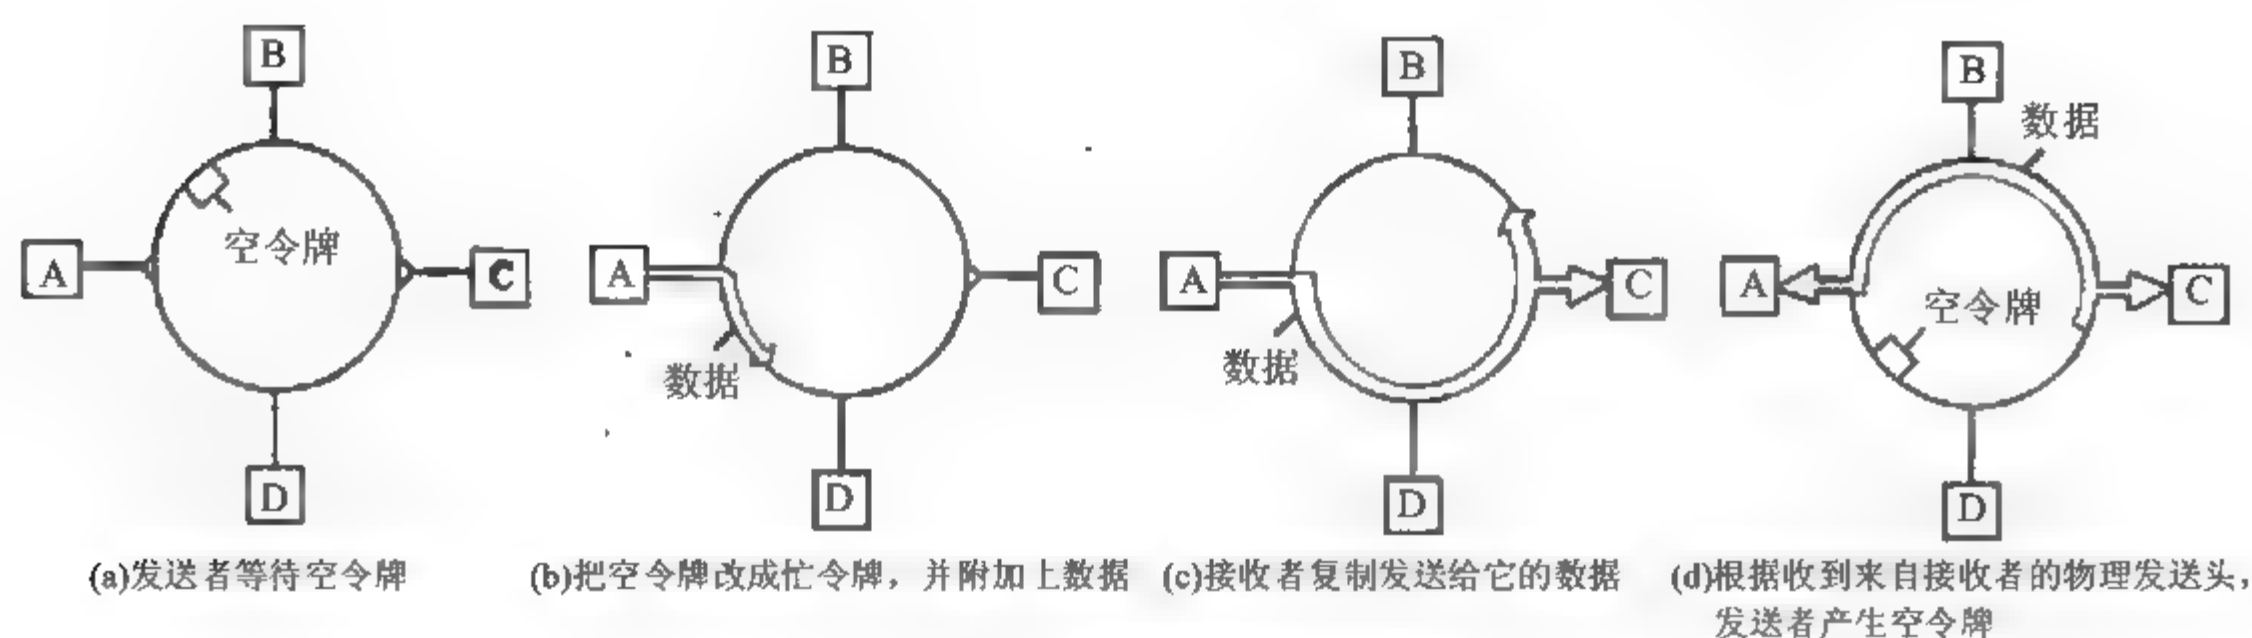 B
A
C
D
空令牌
(a)发送者等待空令牌
B
A
C
D
数据
(b)把空令牌改成忙令牌，并附加上数据
B
A
C
D
数据
(c)接收者复制发送给它的数据
B
数据
A
C
空令牌
D
(d)根据收到来自接收者的物理发送头，
发送者产生空令牌